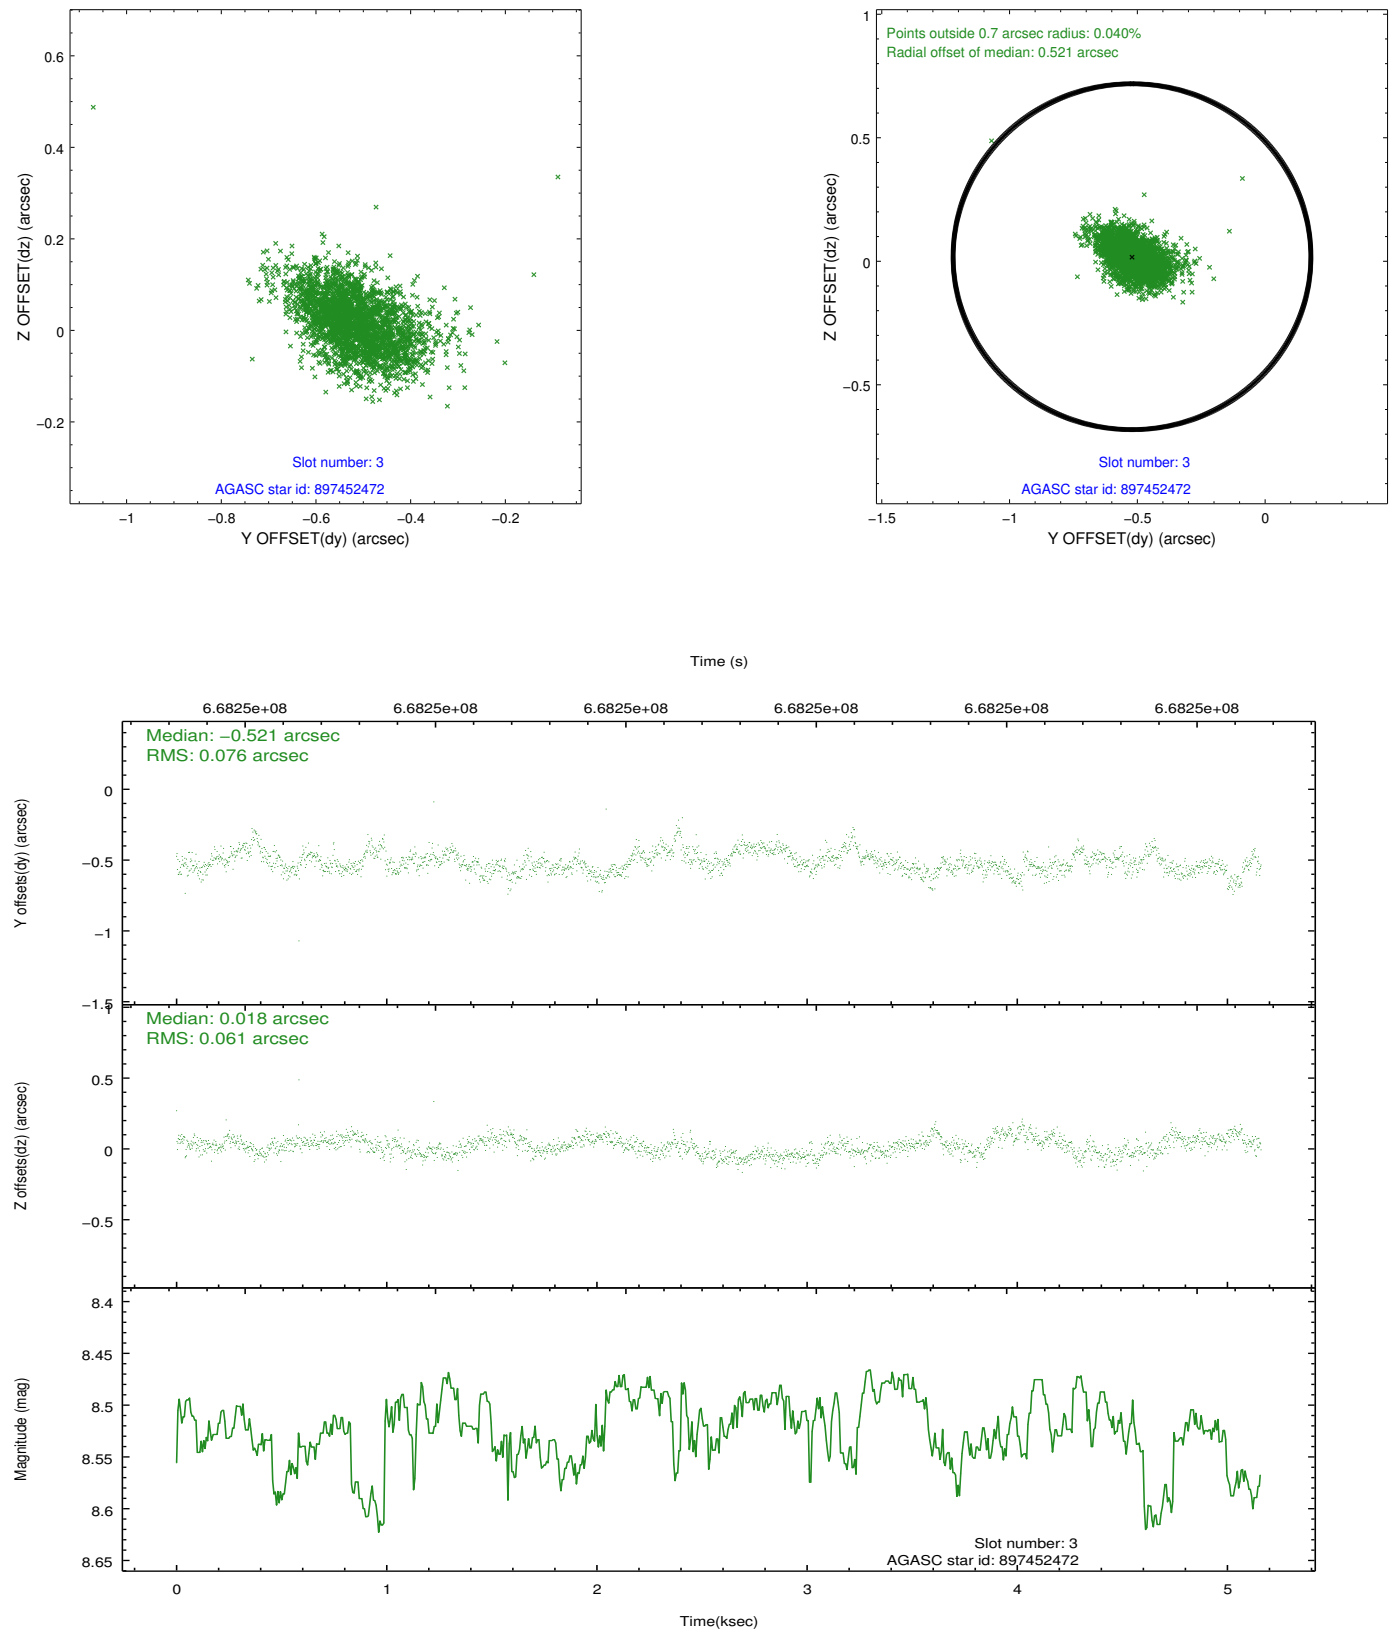 0.6
0.4
0.2
0
−0.2
Z OFFSET(dz) (arcsec)
Slot number: 3
AGASC star id: 897452472
−1
−0.8
−0.6
−0.4
−0.2
Y OFFSET(dy) (arcsec)
Points outside 0.7 arcsec radius: 0.040%
Radial offset of median: 0.521 arcsec
1
0.5
0
−0.5
Z OFFSET(dz) (arcsec)
Slot number: 3
AGASC star id: 897452472
−1.5
−1
−0.5
0
Y OFFSET(dy) (arcsec)
Time (s)
6.6825e+08
6.6825e+08
6.6825e+08
6.6825e+08
6.6825e+08
6.6825e+08
Median: −0.521 arcsec
RMS: 0.076 arcsec
0
−0.5
−1
−1.5
Y offsets(dy) (arcsec)
Median: 0.018 arcsec
RMS: 0.061 arcsec
1
0.5
0
−0.5
Z offsets(dz) (arcsec)
8.4
8.45
8.5
8.55
8.6
8.65
Magnitude (mag)
Slot number: 3
AGASC star id: 897452472
0
1
2
3
4
5
Time(ksec)